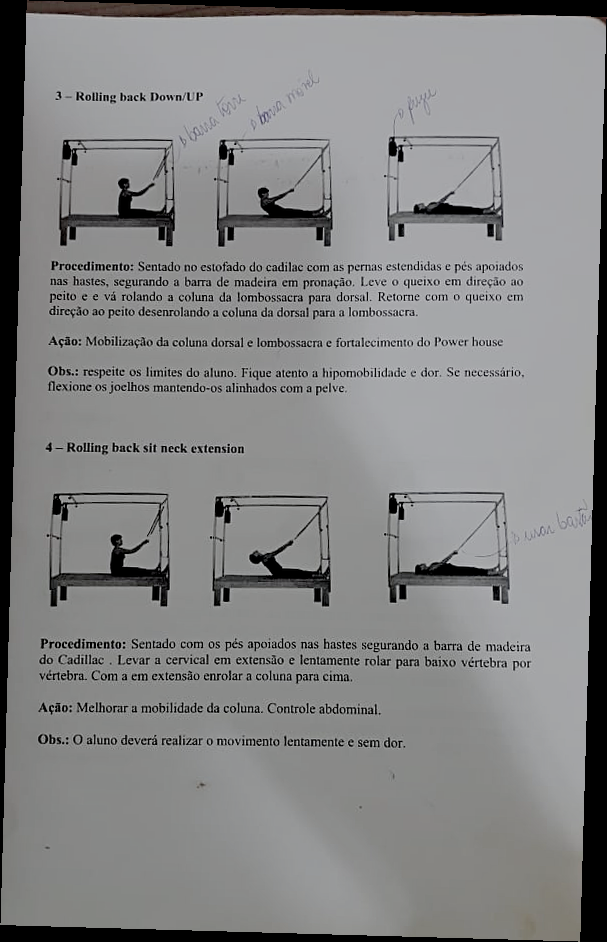 3 – Rolling back Down/UP
barra torre
barra móvel
Procedimento: Sentado no estofado do cadilac com as pernas estendidas e pés apoiados
nas hastes, segurando a barra de madeira em pronação. Leve o queixo em direção ao
peito e e vá rolando a coluna da lombossacra para dorsal. Retorne com o queixo em
direção ao peito desenrolando a coluna da dorsal para a lombossacra.
Ação: Mobilização da coluna dorsal e lombossacra e fortalecimento do Power house
Obs.: respeite os limites do aluno. Fique atento a hipomobilidade e dor. Se necessário,
flexione os joelhos mantendo-os alinhados com a pelve.
4 – Rolling back sit neck extension
usar
Procedimento: Sentado com os pés apoiados nas hastes segurando a barra de madeira
do Cadillac . Levar a cervical em extensão e lentamente rolar para baixo vértebra por
vértebra. Com a em extensão enrolar a coluna para cima.
Ação: Melhorar a mobilidade da coluna. Controle abdominal.
Obs.: O aluno deverá realizar o movimento lentamente e sem dor.